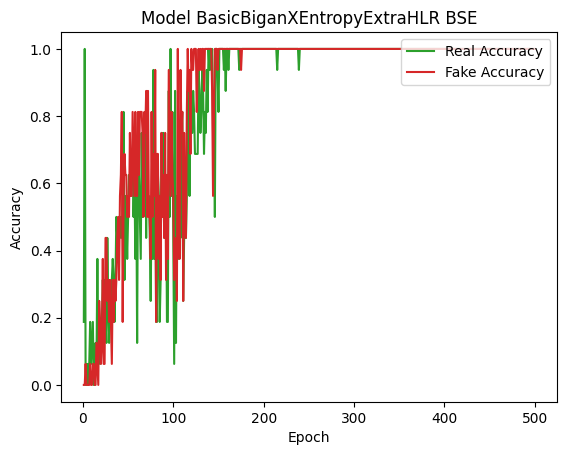 Model BasicBiganXEntropyExtraHLR BSE
1.0
0.8
0.6
0.4
0.2
0.0
Accuracy
Real Accuracy
Fake Accuracy
0
100
200
300
400
500
Epoch